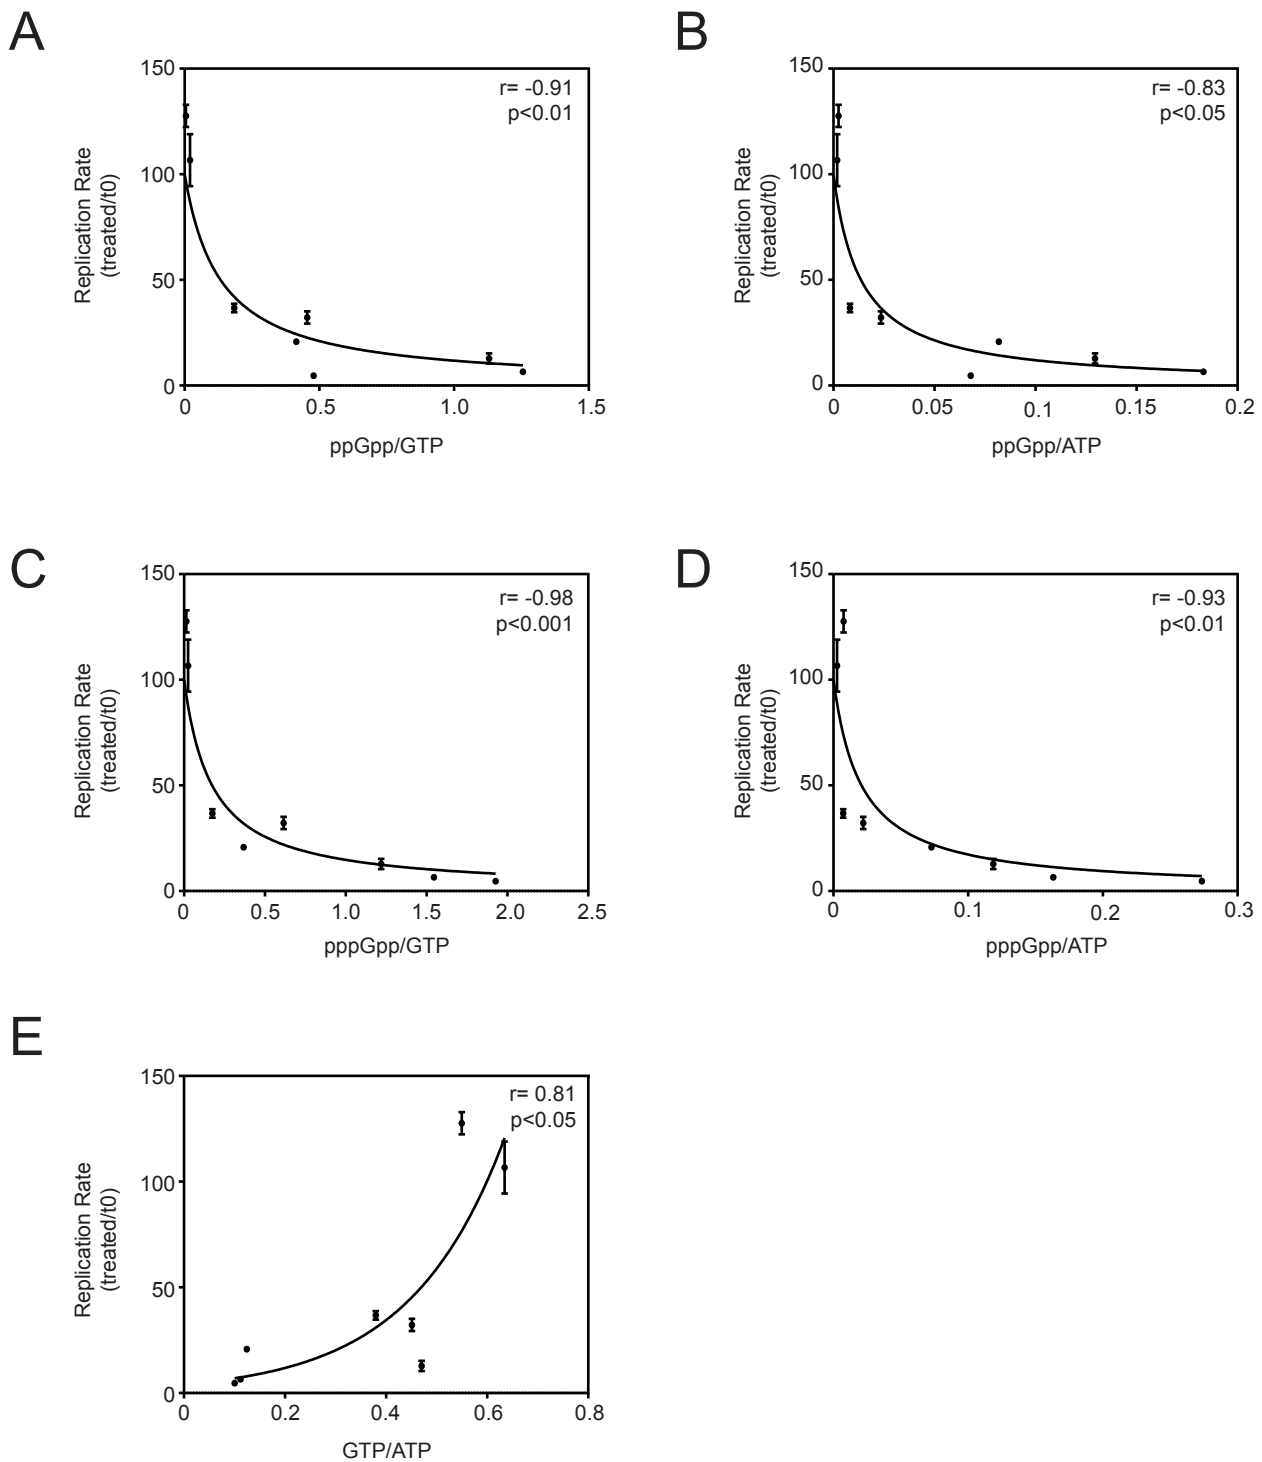 A
B
150
100
50
0
0
0.5
1.0
1.5
r= -0.91
p<0.01
Replication Rate
(treated/t0)
ppGpp/GTP
150
100
50
0
0
0.05
0.1
0.15
0.2
r= -0.83
p<0.05
Replication Rate
(treated/t0)
ppGpp/ATP
C
D
150
100
50
0
0
0.5
1.0
1.5
2.0
2.5
r= -0.98
p<0.001
Replication Rate
(treated/t0)
pppGpp/GTP
150
100
50
0
0
0.1
0.2
0.3
r= -0.93
p<0.01
Replication Rate
(treated/t0)
pppGpp/ATP
E
150
100
50
0
0
0.2
0.4
0.6
0.8
r= 0.81
p<0.05
Replication Rate
(treated/t0)
GTP/ATP